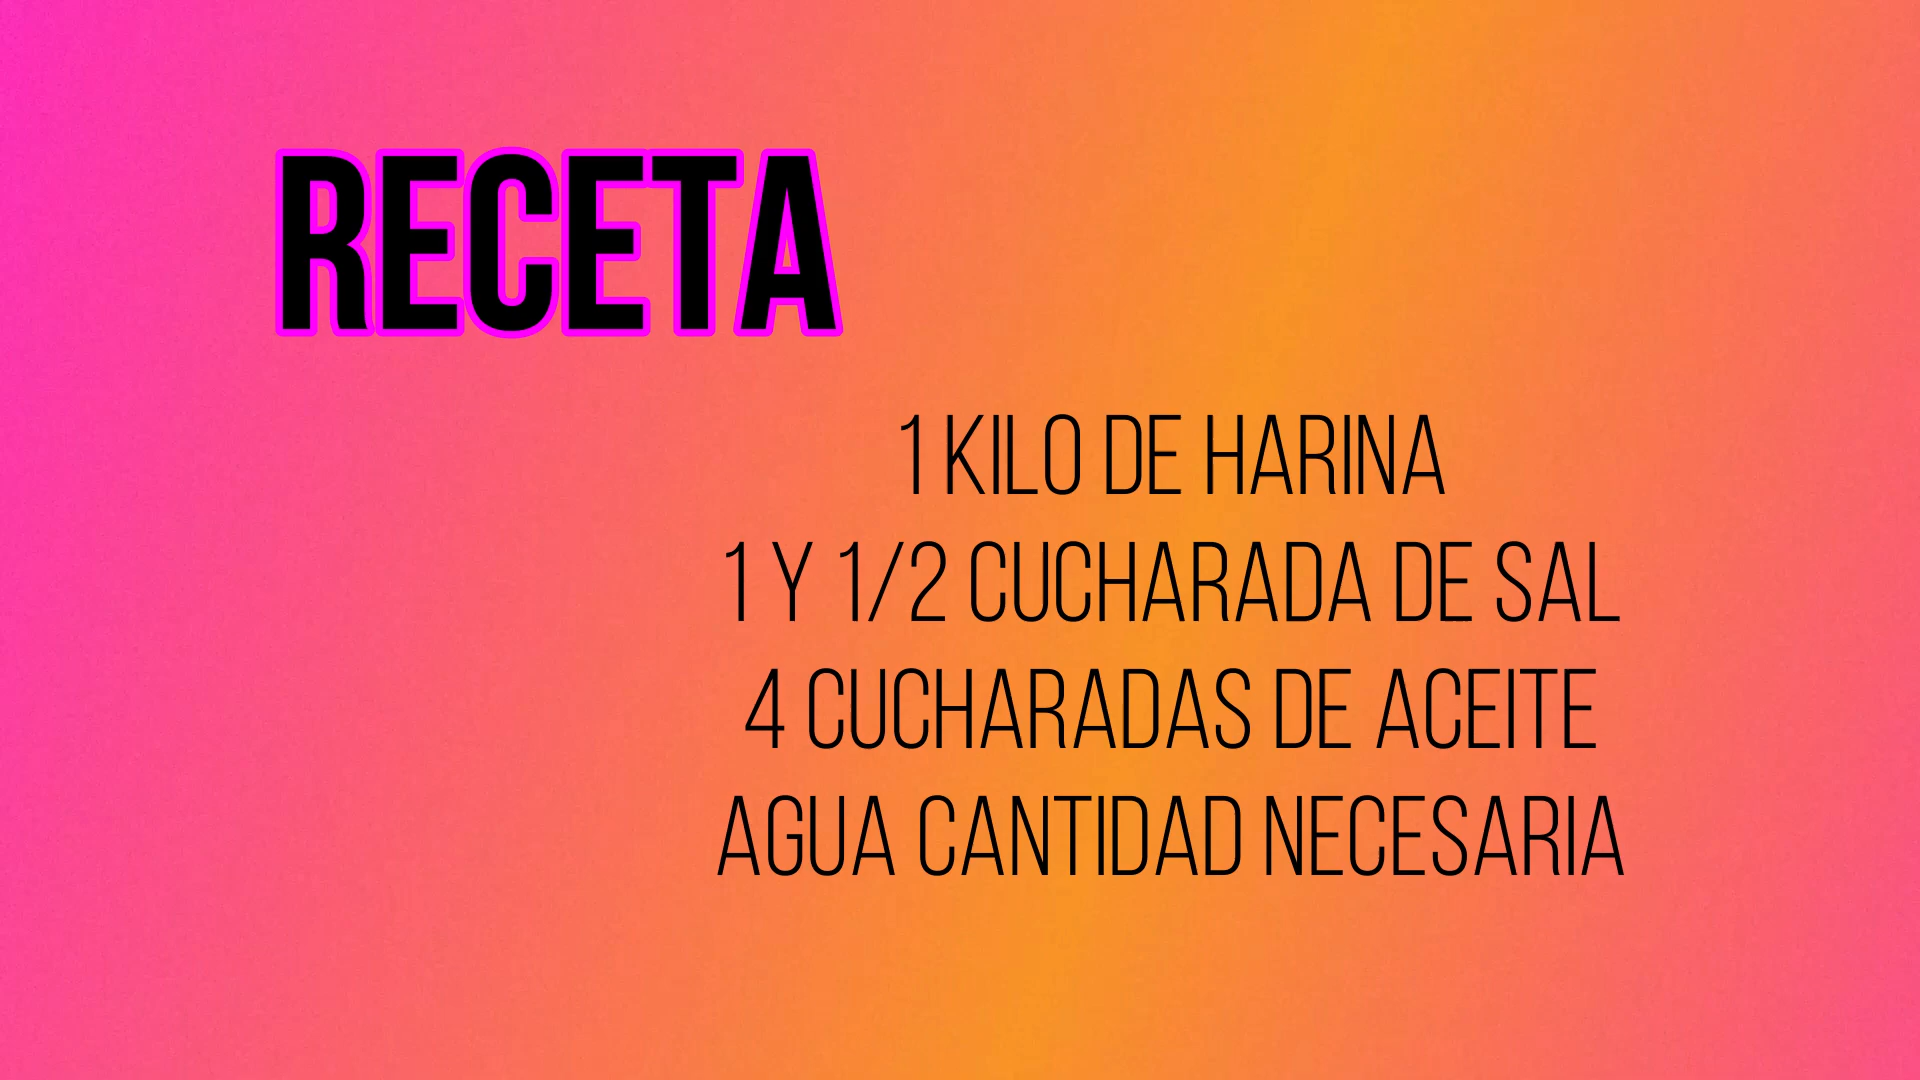 RECETA
1 KILO DE HARINA
1 Y 1/2 CUCHARADA DE SAL
4 CUCHARADAS DE ACEITE
AGUA CANTIDAD NECESARIA